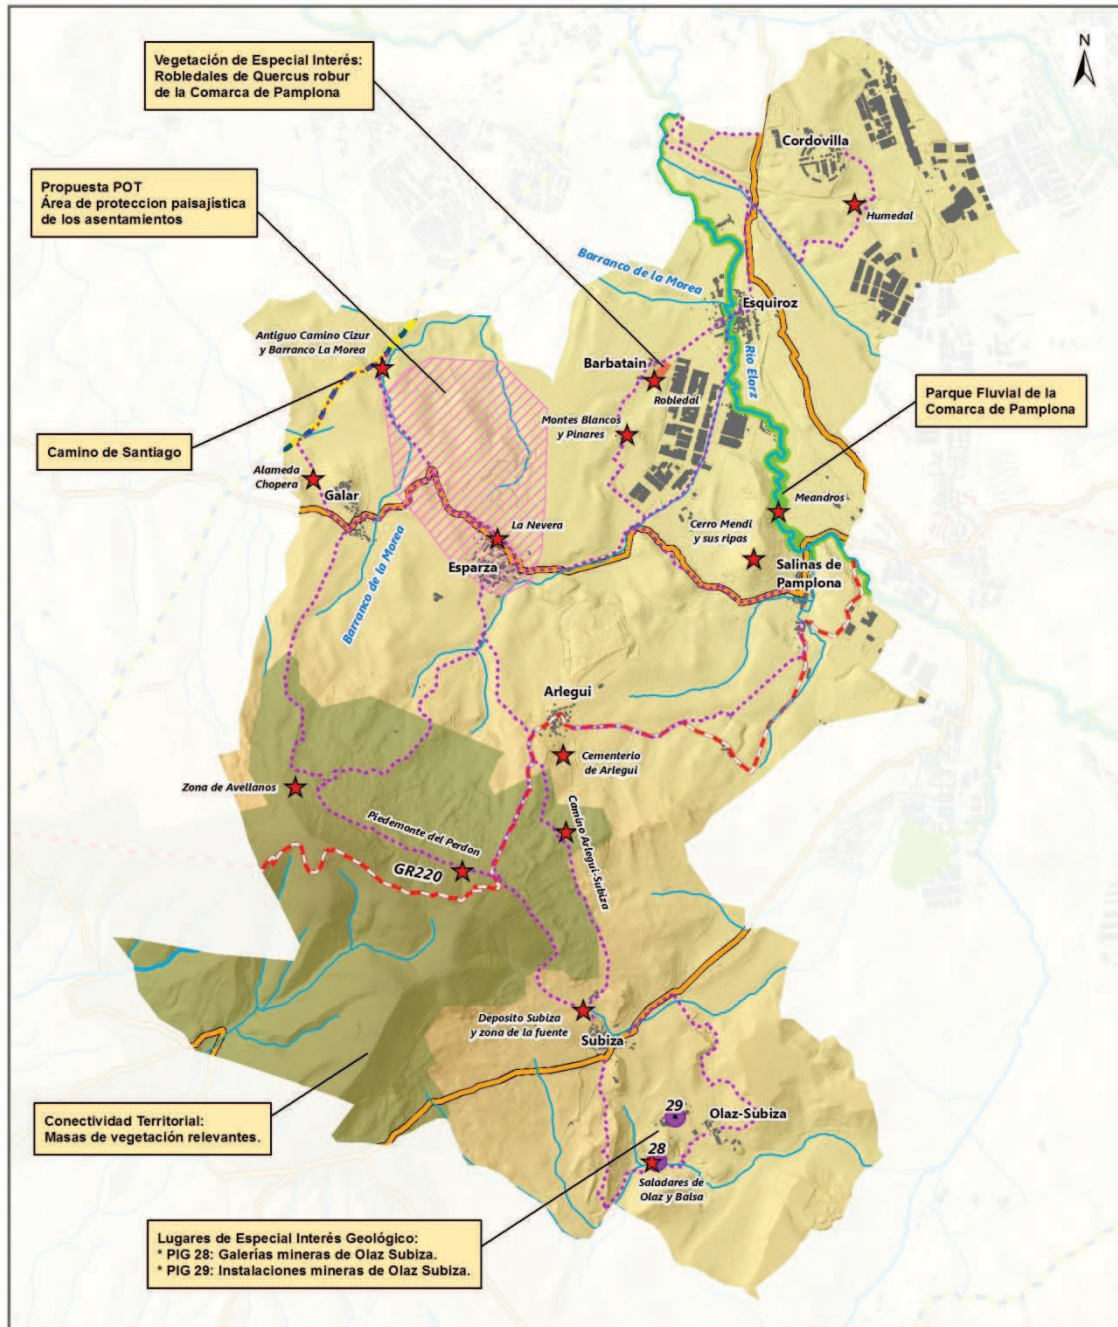 N
Vegetación de Especial Interés:
Robledales de Quercus robur
de la Comarca de Pamplona
Cordovilla
Propuesta POT
Área de proteccion paisajística
de los asentamientos
Humedal
Barranco de la Morea
Esquiroz
Antiguo Camino Cizur
y Barranco La Morea
Río Elorz
Barbatain
Robledal
Parque Fluvial de la
Comarca de Pamplona
Montes Blancos
y Pinares
Camino de Santiago
Alameda
Chopera
Galar
Meandros
La Nevera
Cerro Mendi
y sus ripas
Esparza
Salinas de
Pamplona
Barranco de la Morea
Arlegui
Cementerio
de Arlegui
Zona de Avellanos
Piedemonte del Perdon
Camino Arlegui-Subiza
GR220
Deposito Subiza
y zona de la fuente
Subiza
Conectividad Territorial:
Masas de vegetación relevantes.
29
Olaz-Subiza
28
Saladares de
Olaz y Balsa
Lugares de Especial Interés Geológico:
* PIG 28: Galerías mineras de Olaz Subiza.
* PIG 29: Instalaciones mineras de Olaz Subiza.